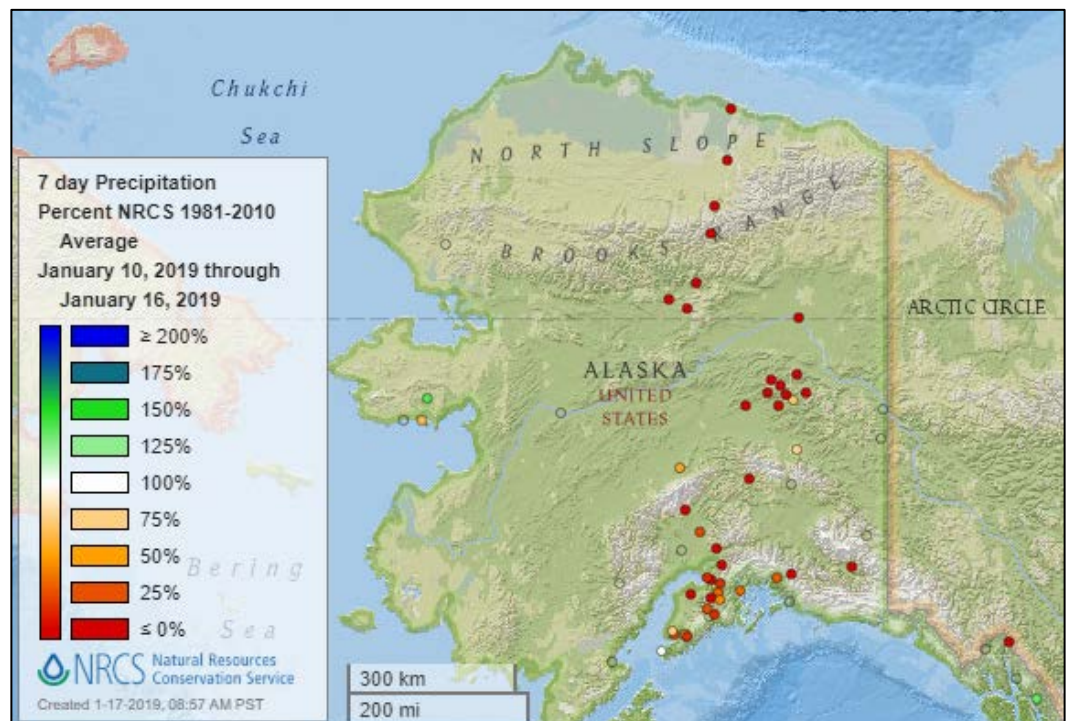 Chukchi
Sea
NORTH SLOPE
7 day Precipitation
Percent NRCS 1981-2010
Average
January 10, 2019 through
January 16, 2019
BROOKS RANGE
ARCTIC CIRCLE
≥ 200%
175%
150%
125%
100%
75%
50%
25%
≤ 0%
ALASKA
UNITED
STATES
Bering
Sea
NRCS Natural Resources
Conservation Service
Created 1-17-2019, 08:57 AM PST
300 km
200 mi